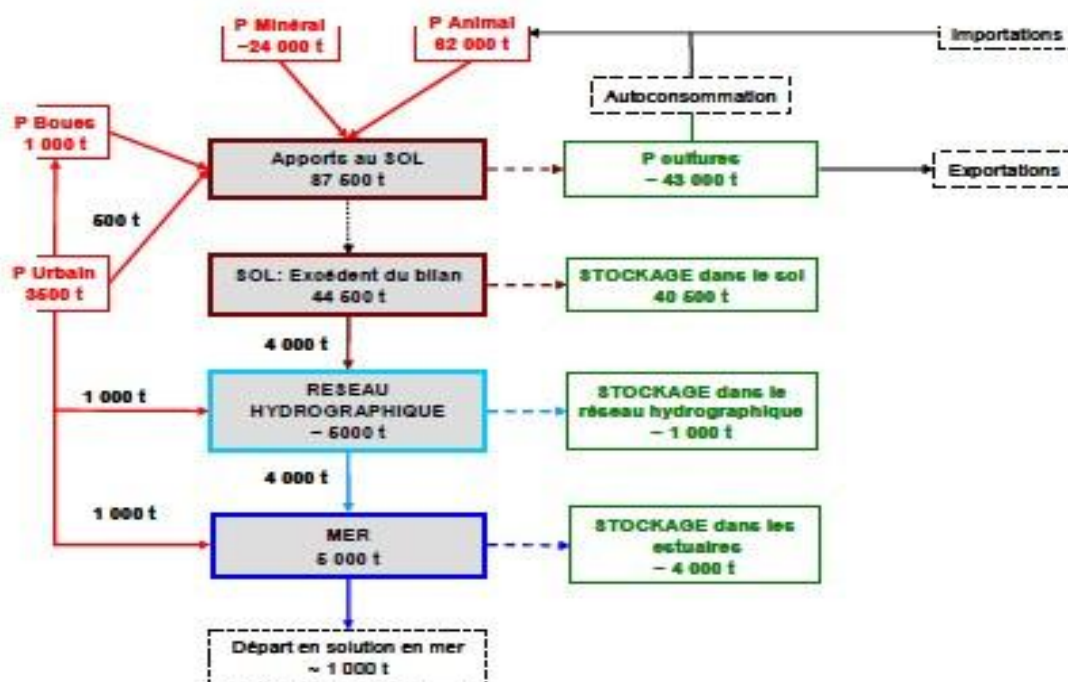 P Minéral
~24 000 t
P Animal
62 000 t
Importations
Autoconsommation
P Boues
1 000 t
Apports au SOL
87 500 t
P cultures
~ 43 000 t
Exportations
500 t
P Urbain
3500 t
SOL: Excédent du bilan
44 500 t
STOCKAGE dans le sol
40 500 t
4 000 t
RESEAU
HYDROGRAPHIQUE
~ 5000 t
1 000 t
STOCKAGE dans le
réseau hydrographique
~ 1 000 t
4 000 t
1 000 t
MER
5 000 t
STOCKAGE dans les
estuaires
~ 4 000 t
Départ en solution en mer
~ 1 000 t